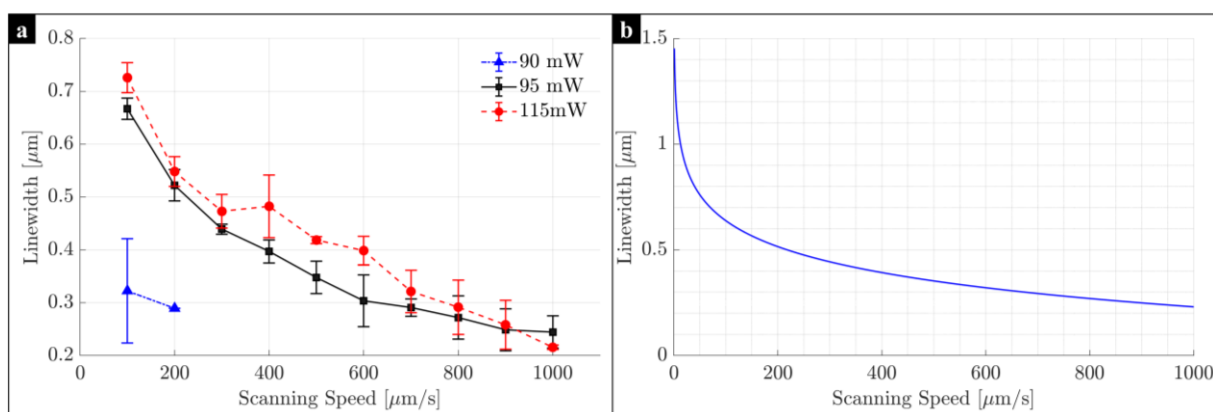 a
0.8
0.7
0.6
0.5
0.4
0.3
0.2
0 200 400 600 800 1000
Linewidth [μm]
Scanning Speed [μm/s]
90 mW
95 mW
115mW
b
1.5
1
0.5
0
0 200 400 600 800 1000
Linewidth [μm]
Scanning Speed [μm/s]